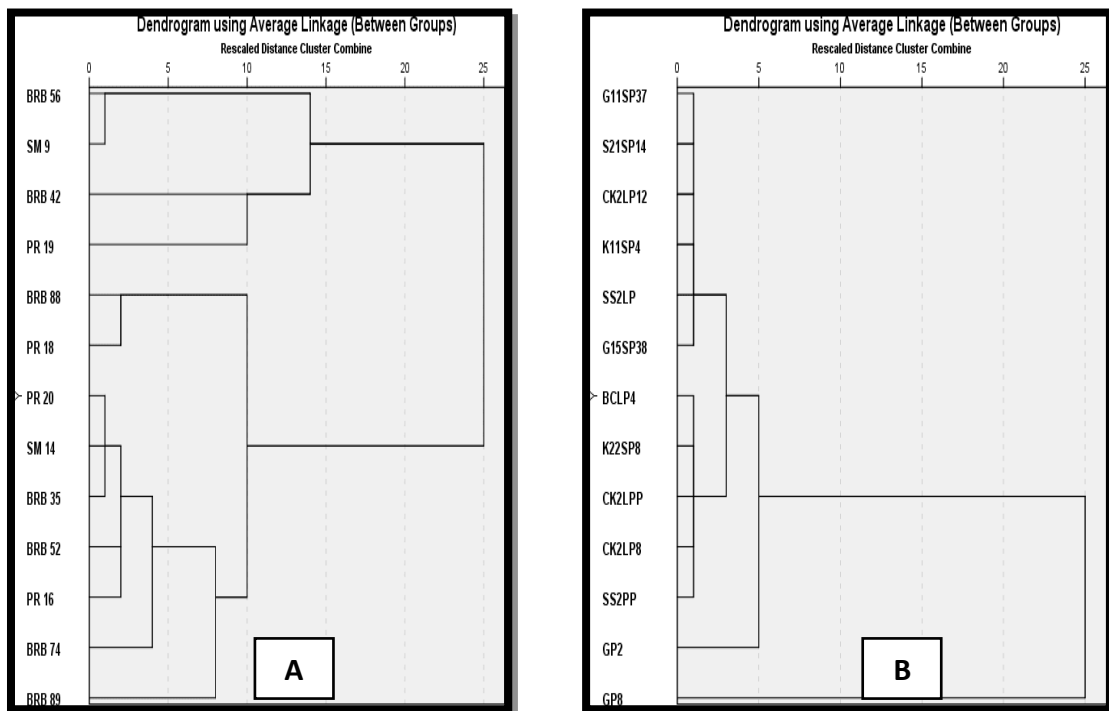 Dendrogram using Average Linkage (Between Groups)
Rescaled Distance Cluster Combine
0 5 10 15 20 25
BRB 56
SM 9
BRB 42
PR 19
BRB 88
PR 18
PR 20
SM 14
BRB 35
BRB 52
PR 16
BRB 74
BRB 89
A
Dendrogram using Average Linkage (Between Groups)
Rescaled Distance Cluster Combine
0 5 10 15 20 25
G11SP37
S21SP14
CK2LP12
K11SP4
SS2LP
G15SP38
BCLP4
K22SP8
CK2LPP
CK2LP8
SS2PP
GP2
GP8
B